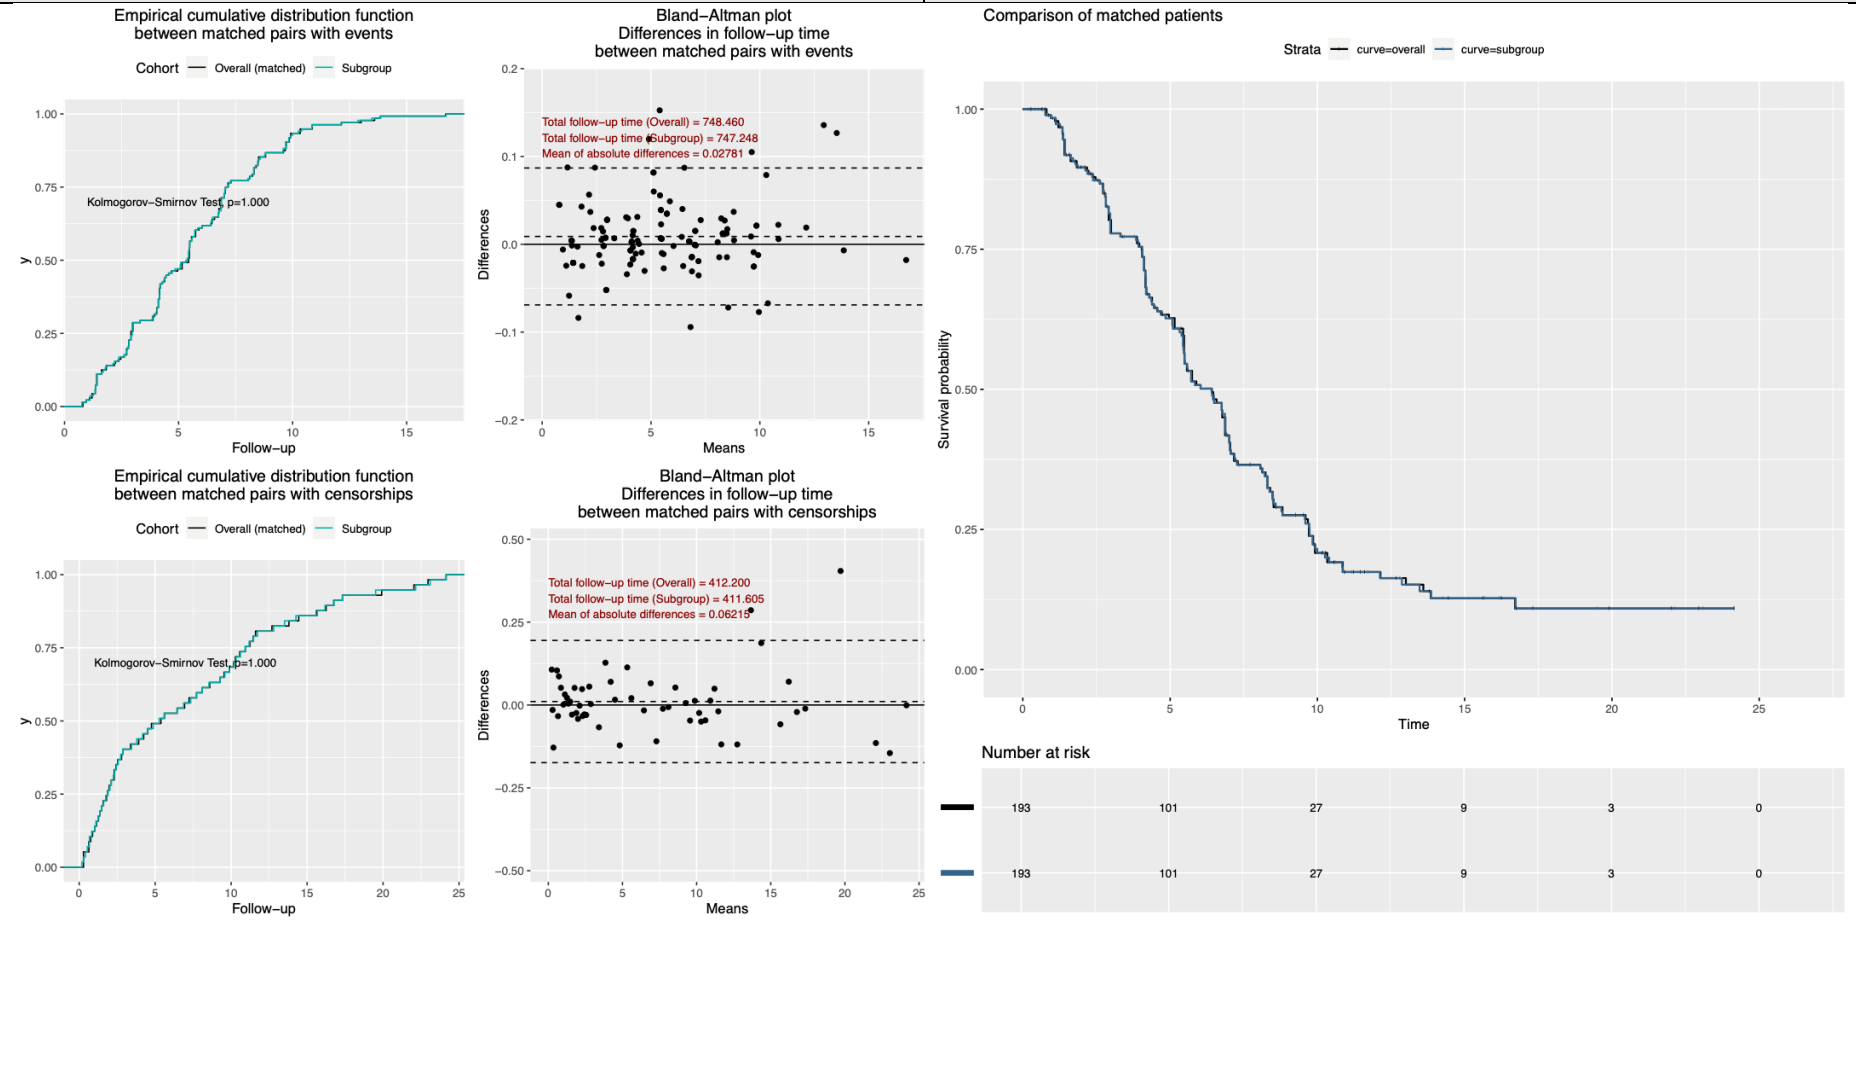 Empirical cumulative distribution function
between matched pairs with events
Cohort Overall (matched) Subgroup
1.00
0.75
0.50
0.25
0.00
y
Kolmogorov−Smirnov Test, p=1.000
0 5 10 15
Follow−up
Bland−Altman plot
Differences in follow−up time
between matched pairs with events
0.2
0.1
0.0
−0.1
−0.2
Differences
Total follow−up time (Overall) = 748.460
Total follow−up time (Subgroup) = 747.248
Mean of absolute differences = 0.02781
0 5 10 15
Means
Empirical cumulative distribution function
between matched pairs with censorships
Cohort Overall (matched) Subgroup
1.00
0.75
0.50
0.25
0.00
y
Kolmogorov−Smirnov Test, p=1.000
0 5 10 15 20 25
Follow−up
Bland−Altman plot
Differences in follow−up time
between matched pairs with censorships
0.50
0.25
0.00
−0.25
−0.50
Differences
Total follow−up time (Overall) = 412.200
Total follow−up time (Subgroup) = 411.605
Mean of absolute differences = 0.06215
0 5 10 15 20 25
Means
Comparison of matched patients
Strata curve=overall curve=subgroup
1.00
0.75
0.50
0.25
0.00
Survival probability
0 5 10 15 20 25
Time
Number at risk
193 101 27 9 3 0
193 101 27 9 3 0